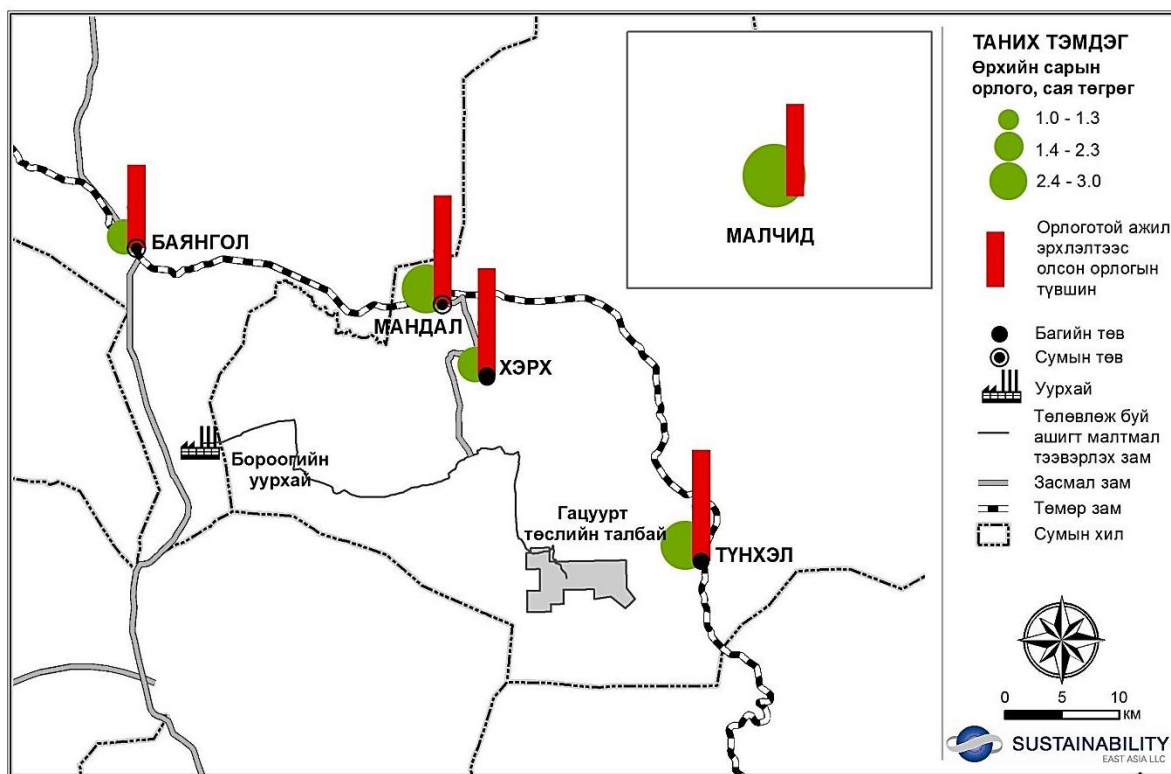 БАЯНГОЛ
МАНДАЛ
ХЭРХ
Бороогийн
уурхай
Гацуурт
төслийн талбай
ТҮНХЭЛ
МАЛЧИД
ТАНИХ ТЭМДЭГ
Өрхийн сарын
орлого, сая төгрөг
1.0 - 1.3
1.4 - 2.3
2.4 - 3.0
Орлоготой ажил
эрхлэлтээс
олсон орлогын
түвшин
Багийн төв
Сумын төв
Уурхай
Төлөвлөж буй
ашигт малтмал
тээвэрлэх зам
Засмал зам
Төмөр зам
Сумын хил
0 5 10
КМ
SUSTAINABILITY
EAST ASIA LLC